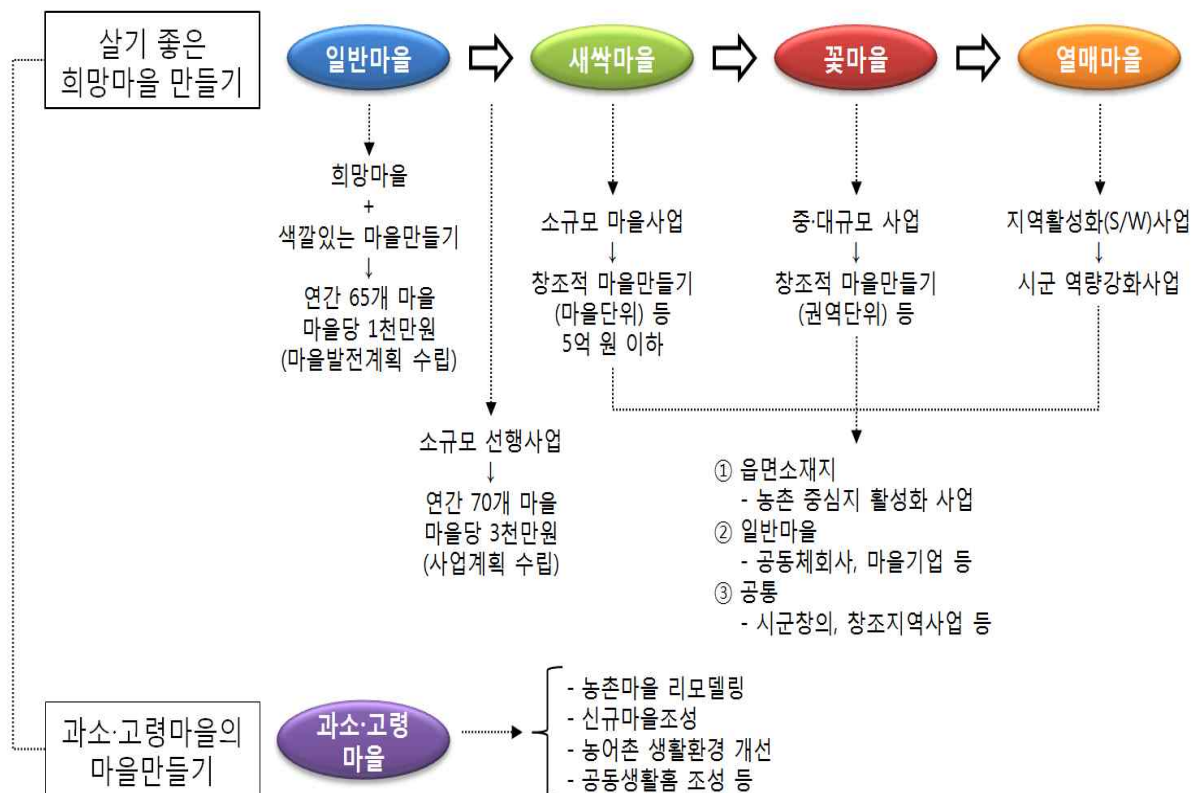 살기 좋은
희망마을 만들기
일반마을
새싹마을
꽃마을
열매마을
희망마을
+
색깔있는 마을만들기
↓
연간 65개 마을
마을당 1천만원
(마을발전계획 수립)
소규모 선행사업
↓
연간 70개 마을
마을당 3천만원
(사업계획 수립)
소규모 마을사업
↓
창조적 마을만들기
(마을단위) 등
5억 원 이하
중·대규모 사업
↓
창조적 마을만들기
(권역단위) 등
지역활성화(S/W)사업
↓
시군 역량강화사업
① 읍면소재지
- 농촌 중심지 활성화 사업
② 일반마을
- 공동체회사, 마을기업 등
③ 공통
- 시군창의, 창조지역사업 등
과소·고령마을의
마을만들기
과소·고령
마을
- 농촌마을 리모델링
- 신규마을조성
- 농어촌 생활환경 개선
- 공동생활홈 조성 등